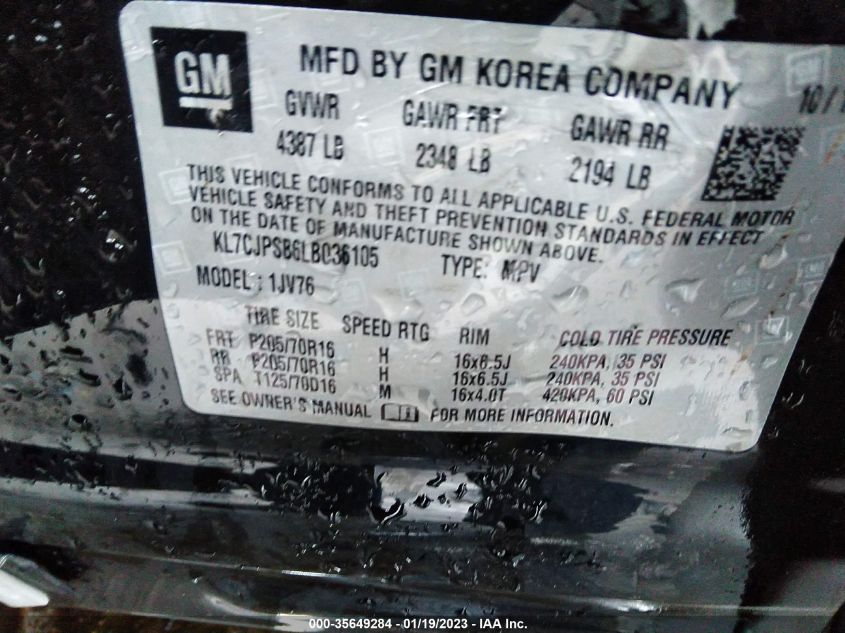 GM
MFD BY GM KOREA COMPANY
10/1
GVWR GAWR FRT GAWR RR
4387 LB 2348 LB 2194 LB
THIS VEHICLE CONFORMS TO ALL APPLICABLE U.S. FEDERAL MOTOR
VEHICLE SAFETY AND THEFT PREVENTION STANDARDS IN EFFECT
ON THE DATE OF MANUFACTURE SHOWN ABOVE.
KL7CJPSB6LB036105 TYPE: MPV
MODEL: 1JV76
TIRE SIZE SPEED RTG RIM COLD TIRE PRESSURE
FRT P205/70R16 H 16x6.5J 240KPA, 35 PSI
RR P205/70R16 H 16x6.5J 240KPA, 35 PSI
SPA T125/70D16 M 16x4.0T 420KPA, 60 PSI
SEE OWNER'S MANUAL FOR MORE INFORMATION.
000-35649284 - 01/19/2023 - IAA Inc.